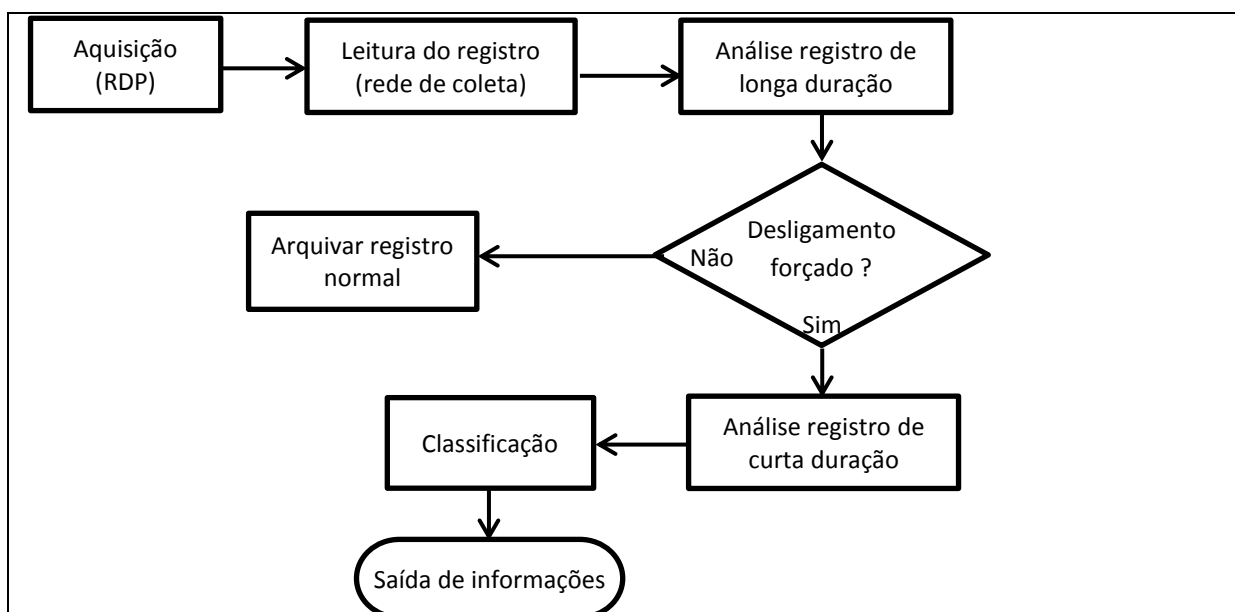 Aquisição
(RDP)
Leitura do registro
(rede de coleta)
Análise registro de
longa duração
Desligamento
forçado ?
Não
Sim
Arquivar registro
normal
Análise registro de
curta duração
Classificação
Saída de informações